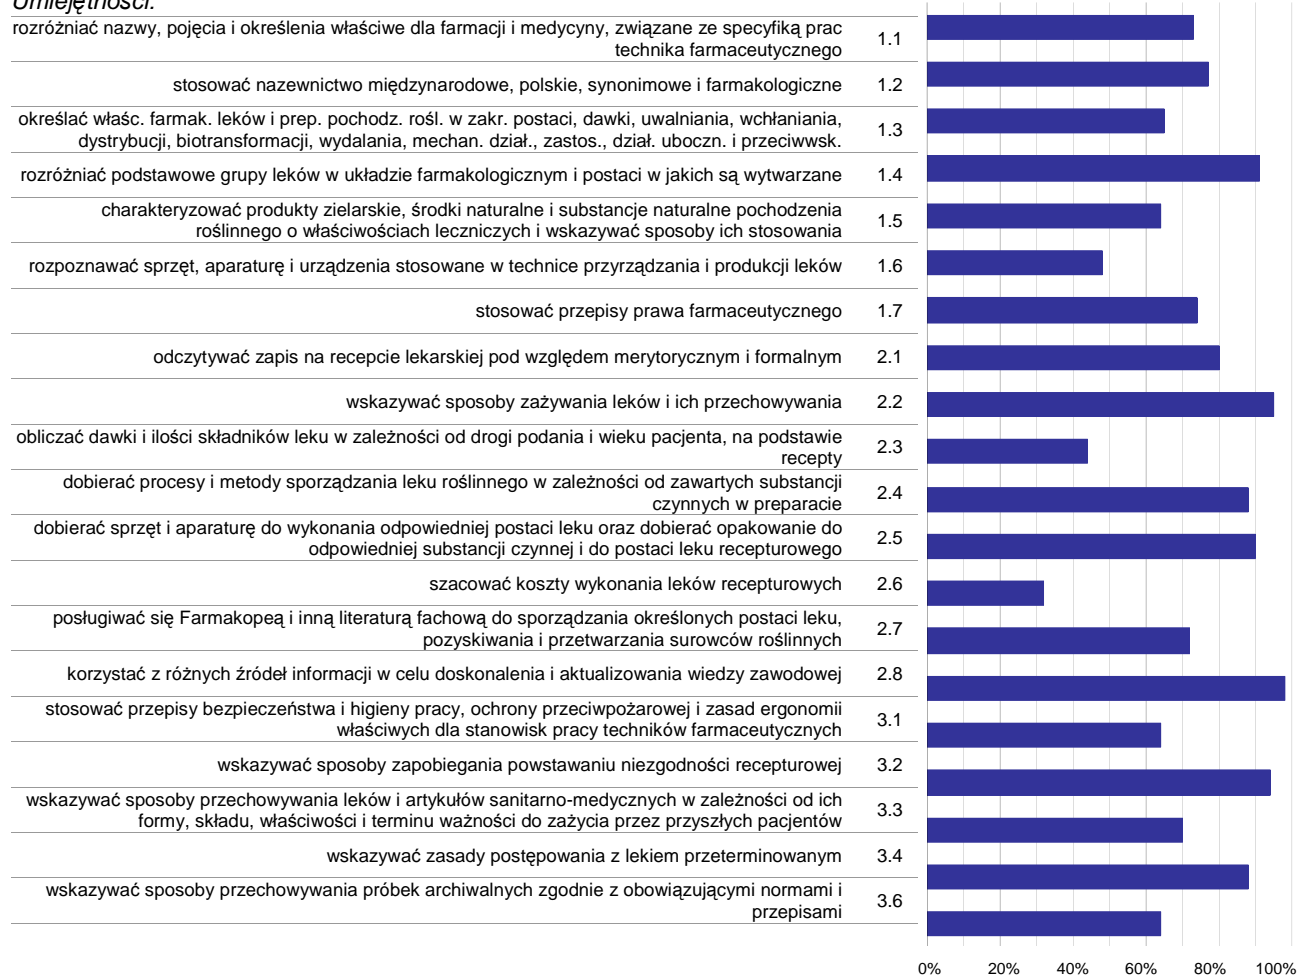 Umiejętności:
rozróżniać nazwy, pojęcia i określenia właściwe dla farmacji i medycyny, związane ze specyfiką prac
technika farmaceutycznego
1.1
stosować nazewnictwo międzynarodowe, polskie, synonimowe i farmakologiczne
1.2
określać właśc. farmak. leków i prep. pochodz. rośl. w zakr. postaci, dawki, uwalniania, wchłaniania,
dystrybucji, biotransformacji, wydalania, mechan. dział., zastos., dział. uboczn. i przeciwwsk.
1.3
rozróżniać podstawowe grupy leków w układzie farmakologicznym i postaci w jakich są wytwarzane
1.4
charakteryzować produkty zielarskie, środki naturalne i substancje naturalne pochodzenia
roślinnego o właściwościach leczniczych i wskazywać sposoby ich stosowania
1.5
rozpoznawać sprzęt, aparaturę i urządzenia stosowane w technice przyrządzania i produkcji leków
1.6
stosować przepisy prawa farmaceutycznego
1.7
odczytywać zapis na recepcie lekarskiej pod względem merytorycznym i formalnym
2.1
wskazywać sposoby zażywania leków i ich przechowywania
2.2
obliczać dawki i ilości składników leku w zależności od drogi podania i wieku pacjenta, na podstawie
recepty
2.3
dobierać procesy i metody sporządzania leku roślinnego w zależności od zawartych substancji
czynnych w preparacie
2.4
dobierać sprzęt i aparaturę do wykonania odpowiedniej postaci leku oraz dobierać opakowanie do
odpowiedniej substancji czynnej i do postaci leku recepturowego
2.5
szacować koszty wykonania leków recepturowych
2.6
posługiwać się Farmakopeą i inną literaturą fachową do sporządzania określonych postaci leku,
pozyskiwania i przetwarzania surowców roślinnych
2.7
korzystać z różnych źródeł informacji w celu doskonalenia i aktualizowania wiedzy zawodowej
2.8
stosować przepisy bezpieczeństwa i higieny pracy, ochrony przeciwpożarowej i zasad ergonomii
właściwych dla stanowisk pracy techników farmaceutycznych
3.1
wskazywać sposoby zapobiegania powstawaniu niezgodności recepturowej
3.2
wskazywać sposoby przechowywania leków i artykułów sanitarno-medycznych w zależności od ich
formy, składu, właściwości i terminu ważności do zażycia przez przyszłych pacjentów
3.3
wskazywać zasady postępowania z lekiem przeterminowanym
3.4
wskazywać sposoby przechowywania próbek archiwalnych zgodnie z obowiązującymi normami i
przepisami
3.6
0% 20% 40% 60% 80% 100%